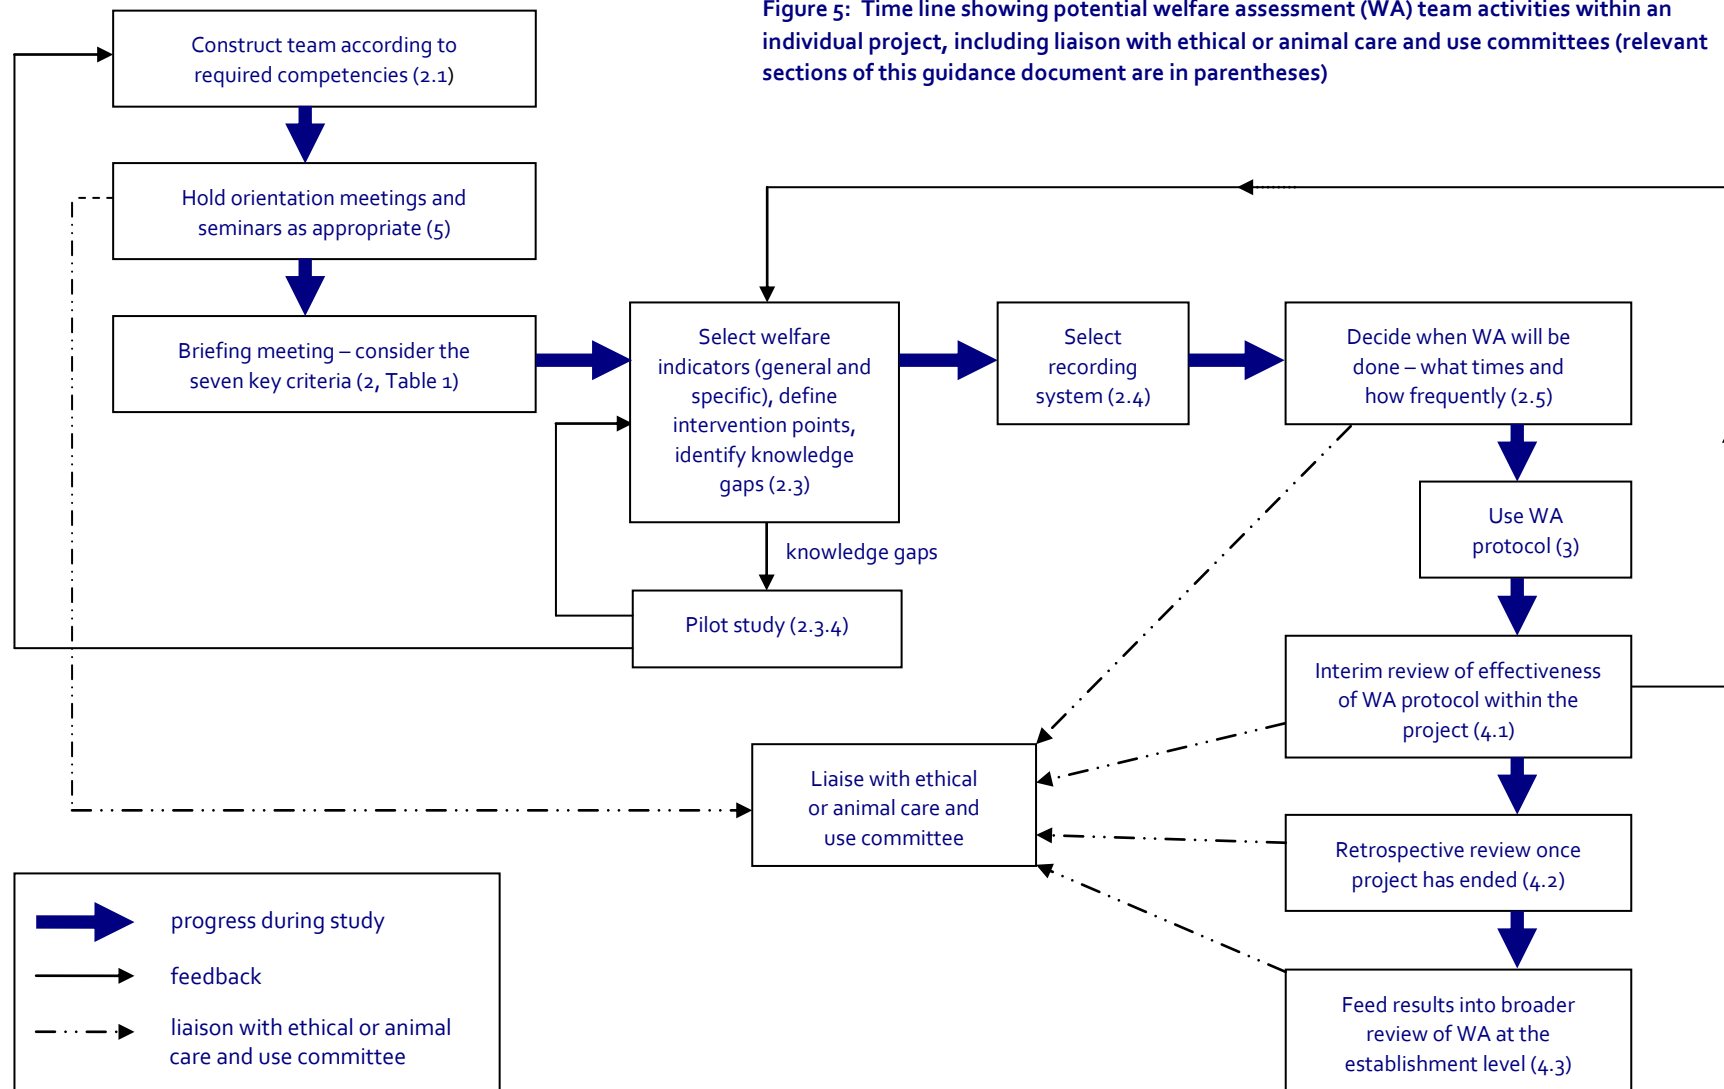 Figure 5:  Time line showing potential welfare assessment (WA) team activities within an
individual project, including liaison with ethical or animal care and use committees (relevant
sections of this guidance document are in parentheses)
Construct team according to
required competencies (2.1)
Hold orientation meetings and
seminars as appropriate (5)
Briefing meeting – consider the
seven key criteria (2, Table 1)
Select welfare
indicators (general and
specific), define
intervention points,
identify knowledge
gaps (2.3)
Select
recording
system (2.4)
Decide when WA will be
done – what times and
how frequently (2.5)
knowledge gaps
Pilot study (2.3.4)
Use WA
protocol (3)
Interim review of effectiveness
of WA protocol within the
project (4.1)
Liaise with ethical
or animal care and
use committee
Retrospective review once
project has ended (4.2)
Feed results into broader
review of WA at the
establishment level (4.3)
progress during study
feedback
liaison with ethical or animal
care and use committee